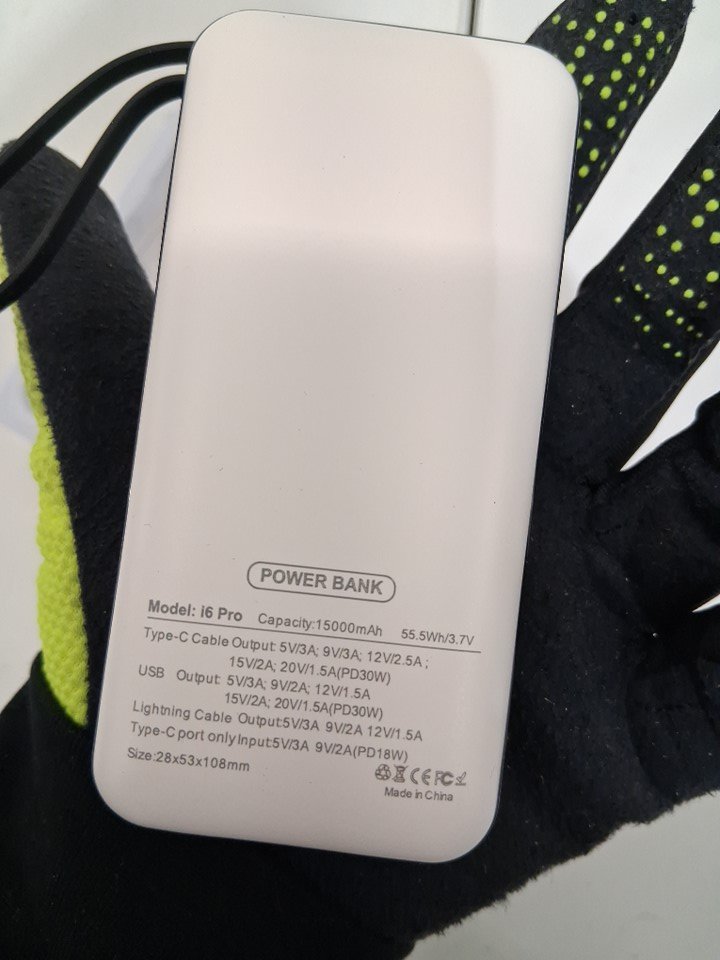 POWER BANK
Model: i6 Pro Capacity:15000mAh 55.5Wh/3.7V
Type-C Cable Output: 5V/3A; 9V/3A; 12V/2.5A ;
15V/2A; 20V/1.5A(PD30W)
USB Output: 5V/3A; 9V/2A; 12V/1.5A
15V/2A; 20V/1.5A(PD30W)
Lightning Cable Output:5V/3A 9V/2A 12V/1.5A
Type-C port only Input:5V/3A 9V/2A(PD18W)
Size:28x53x108mm
CE FC
Made in China